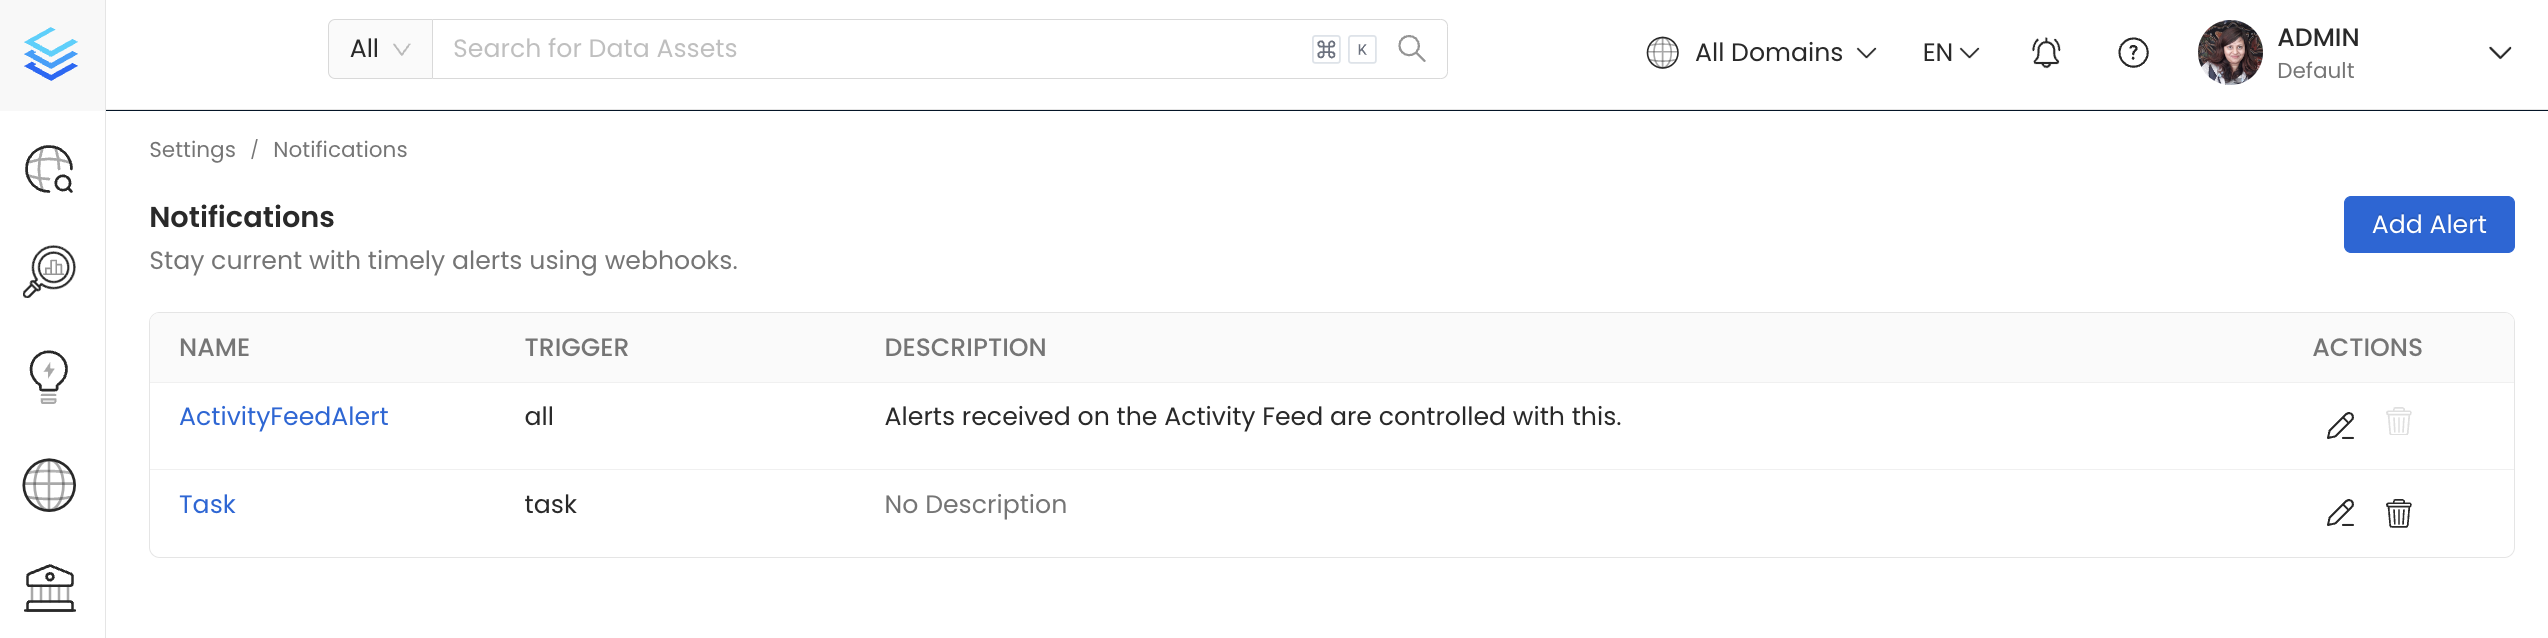 All Search for Data Assets ⌘ K All Domains EN ? ADMIN
Default
Settings / Notifications
Notifications
Add Alert
Stay current with timely alerts using webhooks.
NAME TRIGGER DESCRIPTION ACTIONS
ActivityFeedAlert all Alerts received on the Activity Feed are controlled with this.
Task task No Description